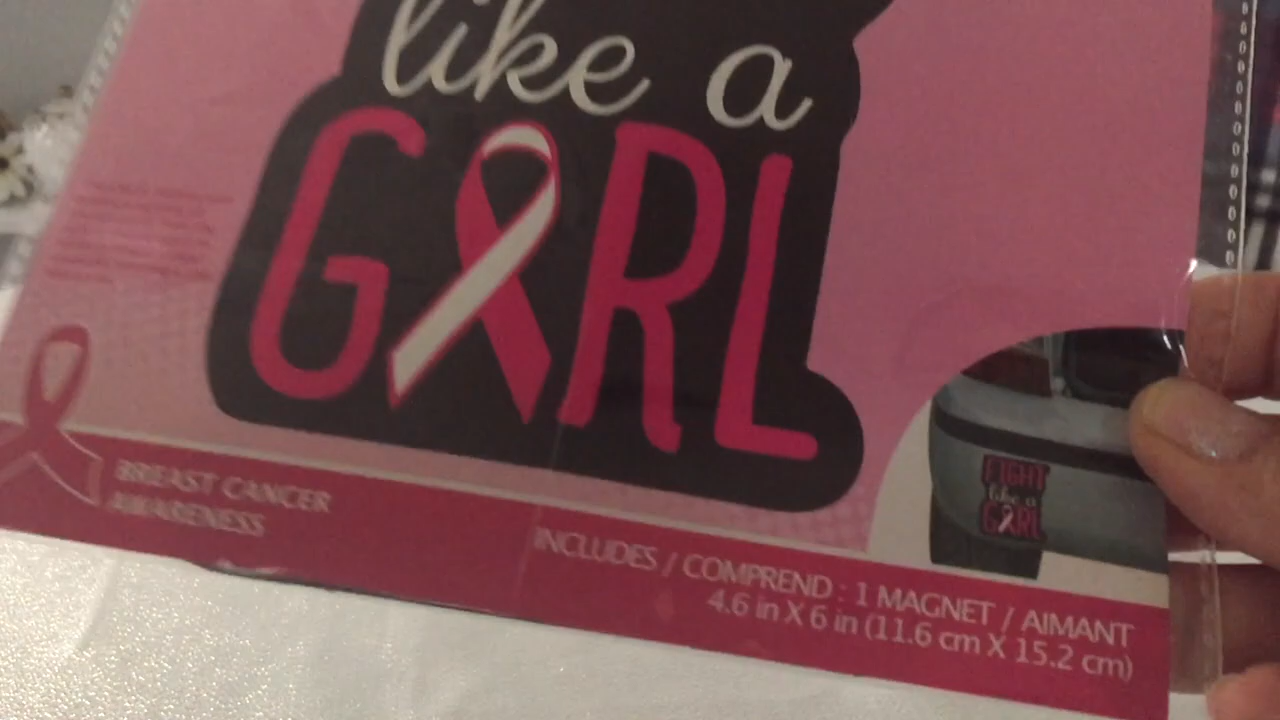 like a
GIRL
BREAST CANCER
AWARENESS
INCLUDES / COMPREND : 1 MAGNET / AIMANT
4.6 in X 6 in (11.6 cm X 15.2 cm)
FIGHT
like a
GIRL